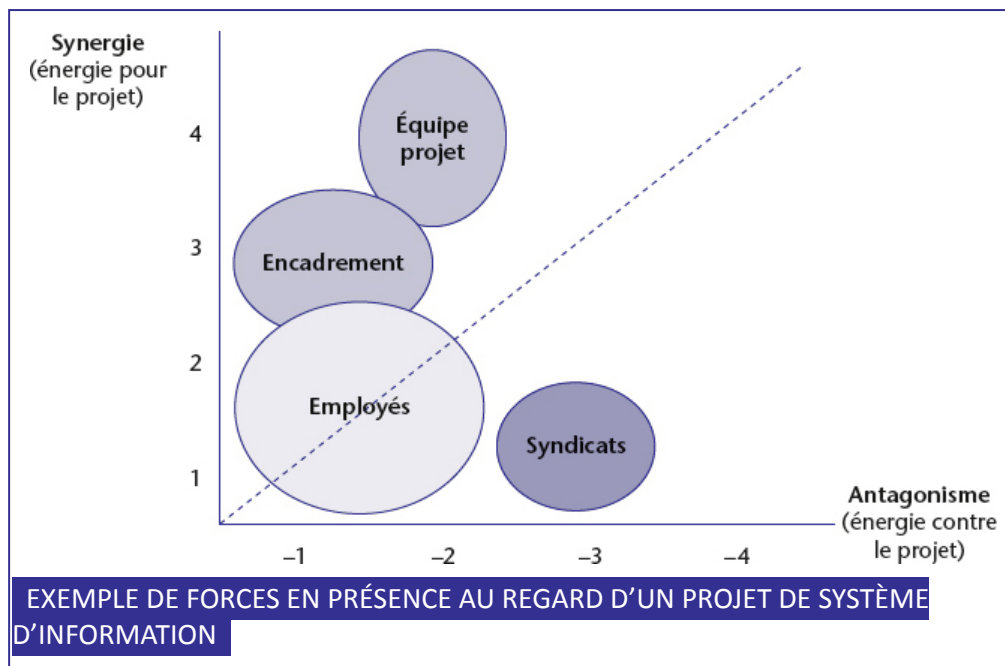 Synergie
(énergie pour
le projet)
4
Équipe
projet
3
Encadrement
2
Employés
Syndicats
1
Antagonisme
(énergie contre
le projet)
–1
–2
–3
–4
EXEMPLE DE FORCES EN PRÉSENCE AU REGARD D’UN PROJET DE SYSTÈME
D’INFORMATION